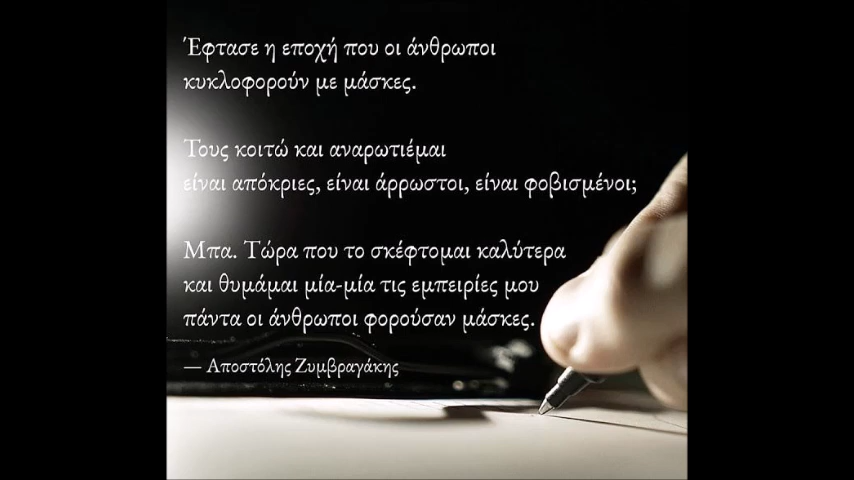 Έφτασε η εποχή που οι άνθρωποι
κυκλοφορούν με μάσκες.
Τους κοιτώ και αναρωτιέμαι
είναι απόκριες, είναι άρρωστοι, είναι φοβισμένοι;
Μπα. Τώρα που το σκέφτομαι καλύτερα
και θυμάμαι μία-μία τις εμπειρίες μου
πάντα οι άνθρωποι φορούσαν μάσκες.
— Αποστόλης Ζυμβραγάκης